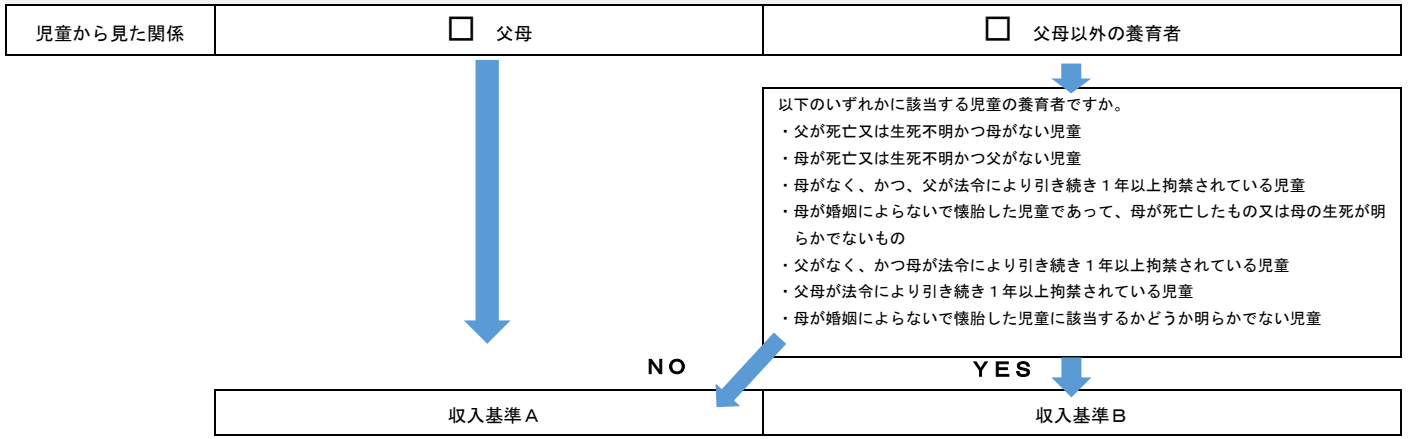 児童から見た関係
□ 父母
□ 父母以外の養育者
以下のいずれかに該当する児童の養育者ですか。
・父が死亡又は生死不明かつ母がない児童
・母が死亡又は生死不明かつ父がない児童
・母がなく、かつ、父が法令により引き続き１年以上拘禁されている児童
・母が婚姻によらないで懐胎した児童であって、母が死亡したもの又は母の生死が明
らかでないもの
・父がなく、かつ母が法令により引き続き１年以上拘禁されている児童
・父母が法令により引き続き１年以上拘禁されている児童
・母が婚姻によらないで懐胎した児童に該当するかどうか明らかでない児童
ＮＯ
ＹＥＳ
収入基準Ａ
収入基準Ｂ